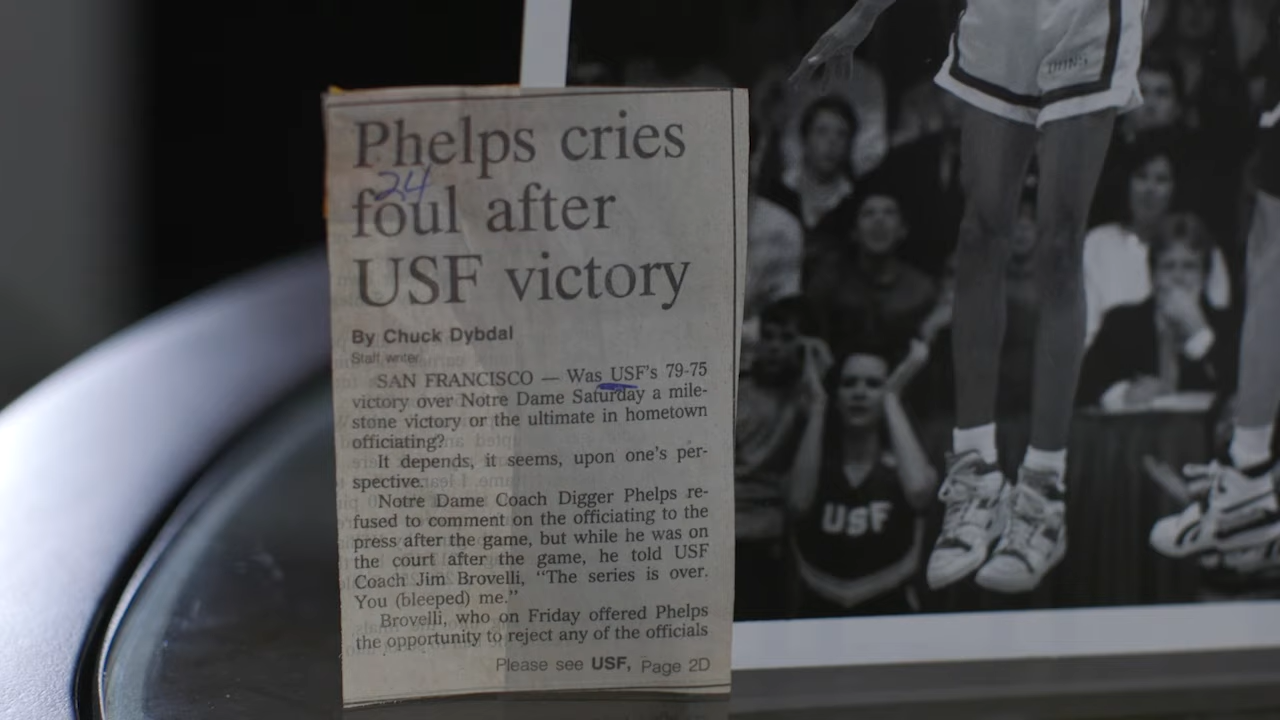 Phelps cries
24
foul after
USF victory
By Chuck Dybdal
Staff writer
SAN FRANCISCO — Was USF's 79-75
victory over Notre Dame Saturday a mile-
stone victory or the ultimate in hometown
officiating?
It depends, it seems, upon one's per-
spective.
Notre Dame Coach Digger Phelps re-
fused to comment on the officiating to the
press after the game, but while he was on
the court after the game, he told USF
Coach Jim Brovelli, “The series is over.
You (bleeped) me.”
Brovelli, who on Friday offered Phelps
the opportunity to reject any of the officials
Please see USF, Page 2D
DONS
USF